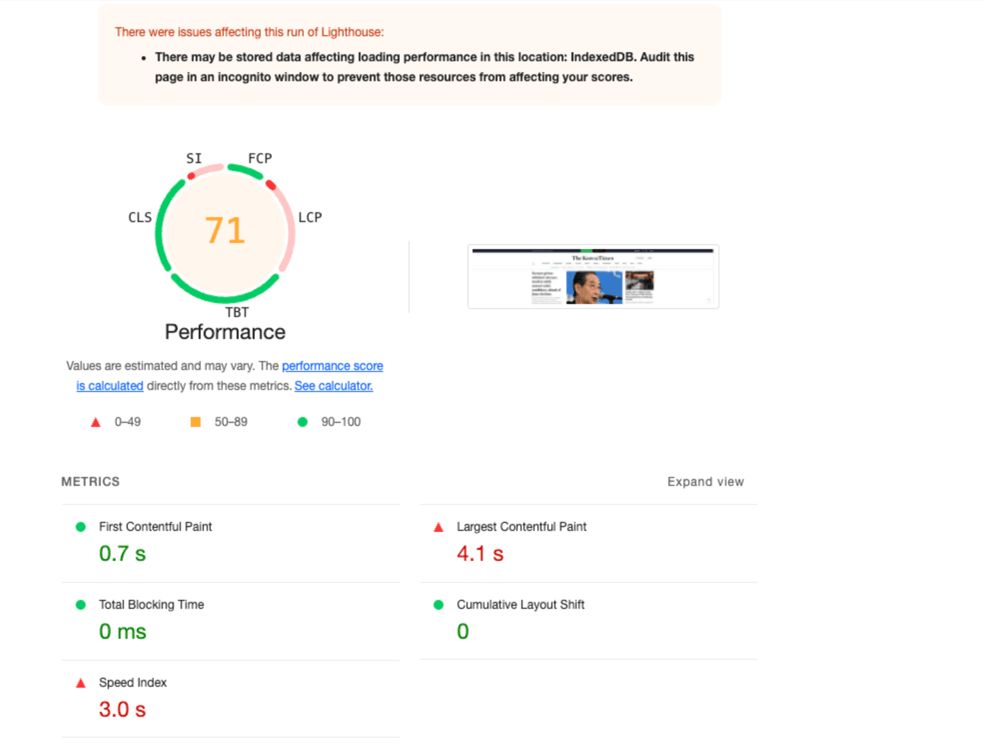 There were issues affecting this run of Lighthouse:
There may be stored data affecting loading performance in this location: IndexedDB. Audit this
page in an incognito window to prevent those resources from affecting your scores.
SI
FCP
CLS
71
LCP
TBT
Performance
The Korea Times
Values are estimated and may vary. The performance score
is calculated directly from these metrics. See calculator.
0–49
50–89
90–100
METRICS
Expand view
First Contentful Paint
0.7 s
Largest Contentful Paint
4.1 s
Total Blocking Time
0 ms
Cumulative Layout Shift
0
Speed Index
3.0 s